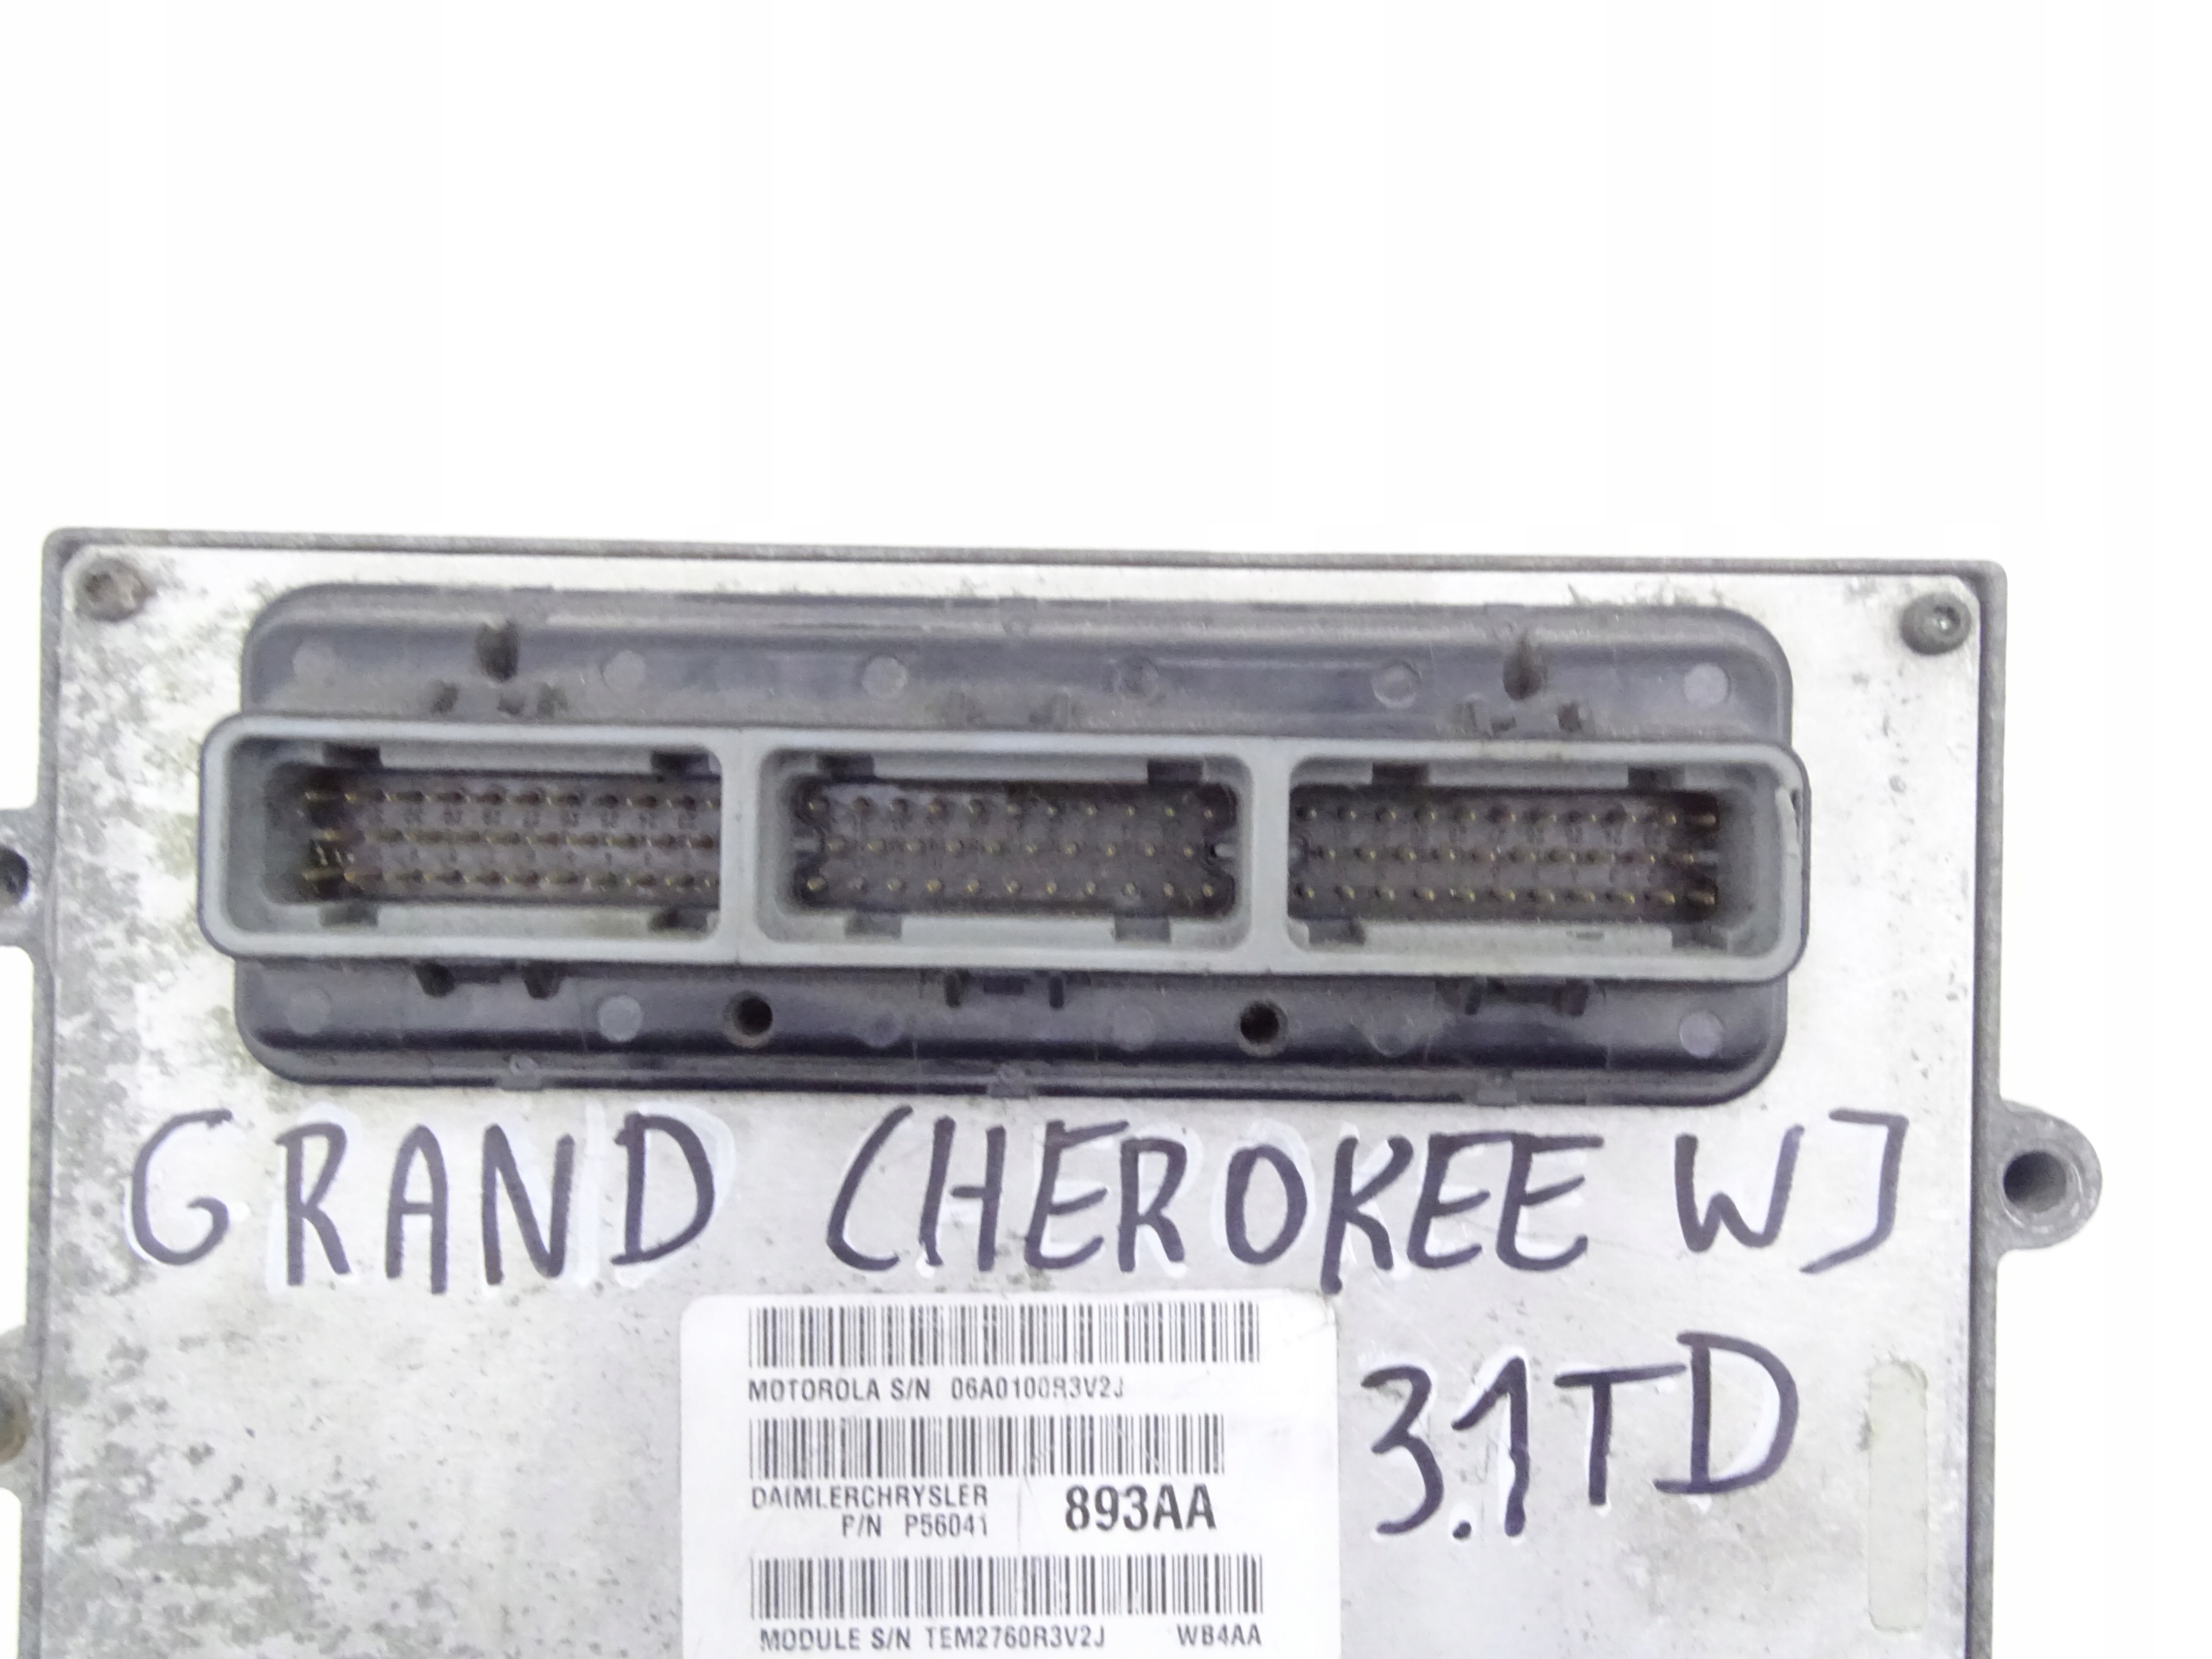 GRAND CHEROKEE WJ
3.1TD
MOTOROLA S/N 06A0100R3V2J
DAIMLERCHRYSLER
P/N P56041 893AA
MODULE S/N TEM2760R3V2J WB4AA